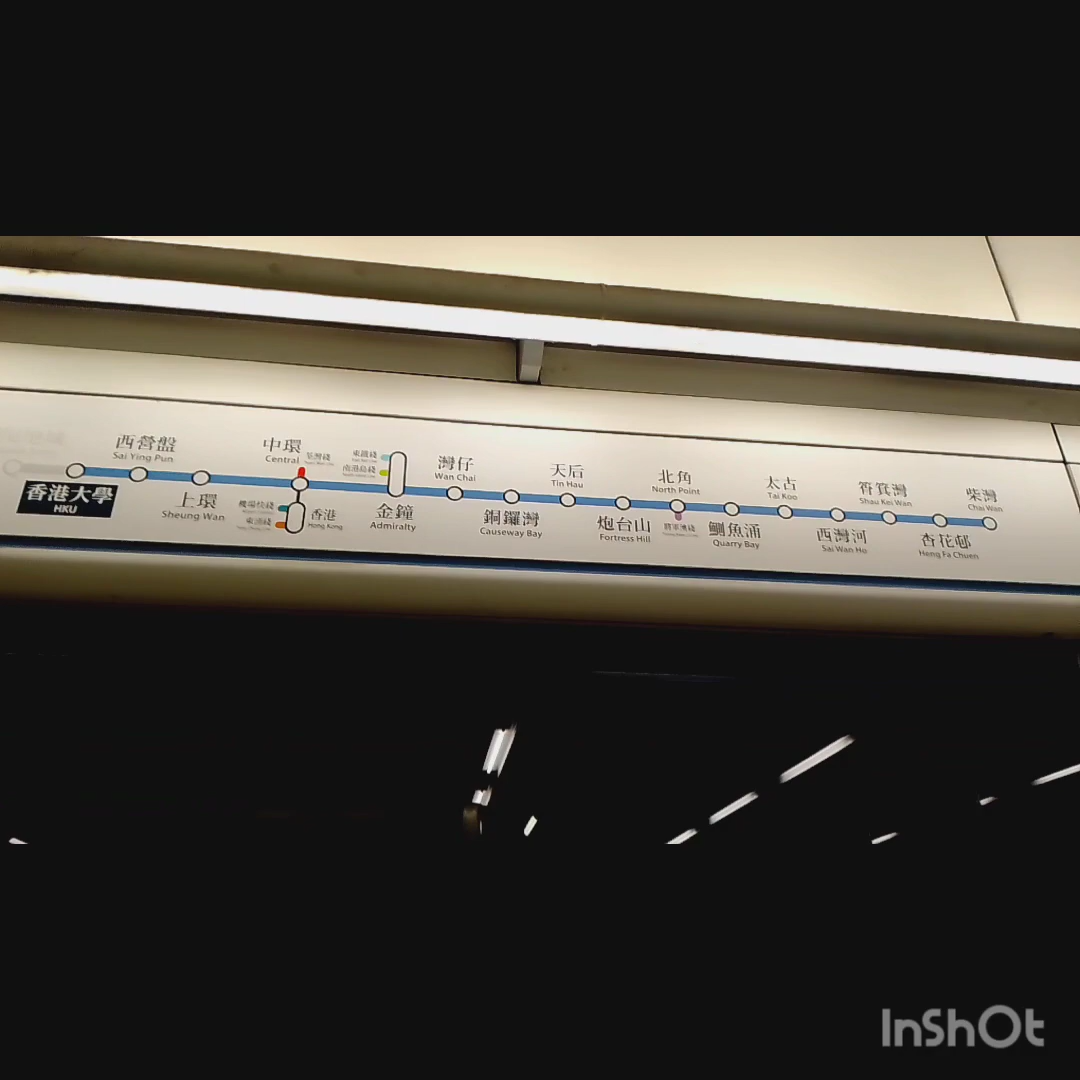 西營盤
Sai Ying Pun
中環
Central
荃灣綫
東鐵綫
南港島綫
灣仔
Wan Chai
天后
Tin Hau
北角
North Point
太古
Tai Koo
筲箕灣
Shau Kei Wan
柴灣
Chai Wan
香港大學
HKU
上環
Sheung Wan
機場快綫
東涌綫
香港
Hong Kong
金鐘
Admiralty
銅鑼灣
Causeway Bay
炮台山
Fortress Hill
將軍澳綫
鰂魚涌
Quarry Bay
西灣河
Sai Wan Ho
杏花邨
Heng Fa Chuen
InShOt